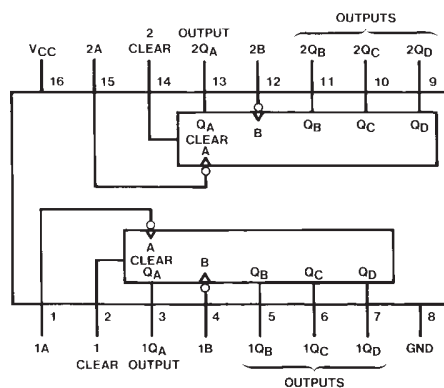 OUTPUTS
2 OUTPUT
VCC 2A CLEAR 2QA 2B 2QB 2QC 2QD
16 15 14 13 12 11 10 9
QA B QB QC QD
CLEAR
A
A B
CLEAR
QA QB QC QD
1 2 3 4 5 6 7 8
1A 1 1QA 1B 1QB 1QC 1QD GND
CLEAR OUTPUT
OUTPUTS